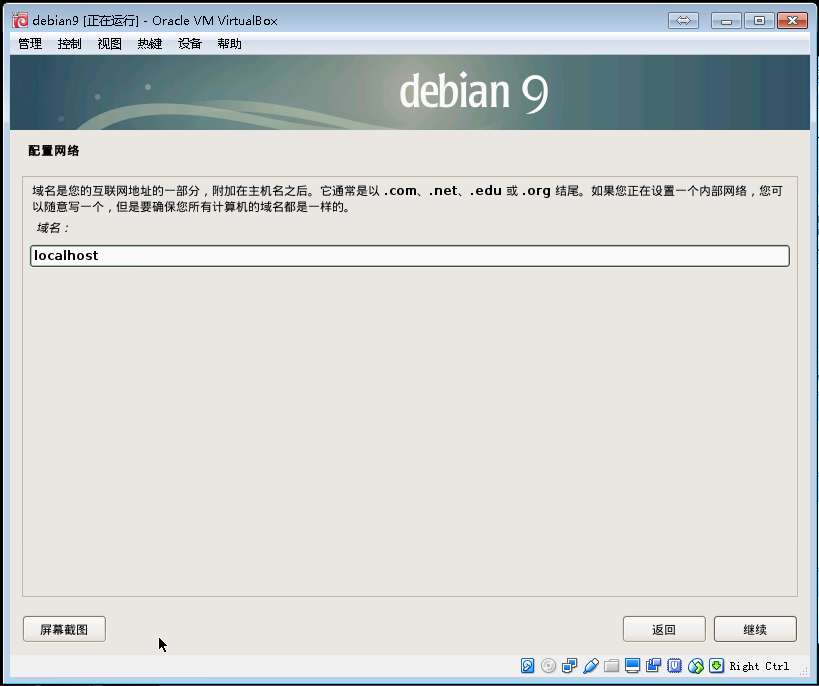 debian9 [正在运行] - Oracle VM VirtualBox
管理 控制 视图 热键 设备 帮助
debian 9
配置网络
域名是您的互联网地址的一部分，附加在主机名之后。它通常是以 .com、.net、.edu 或 .org 结尾。如果您正在设置一个内部网络，您可
以随意写一个，但是要确保您所有计算机的域名都是一样的。
域名：
localhost
屏幕截图 返回 继续
Right Ctrl